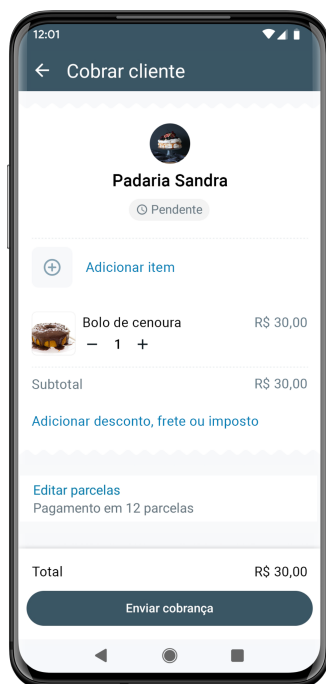 12:01
Cobrar cliente
Padaria Sandra
Pendente
Adicionar item
Bolo de cenoura R$ 30,00
1
Subtotal R$ 30,00
Adicionar desconto, frete ou imposto
Editar parcelas
Pagamento em 12 parcelas
Total R$ 30,00
Enviar cobrança